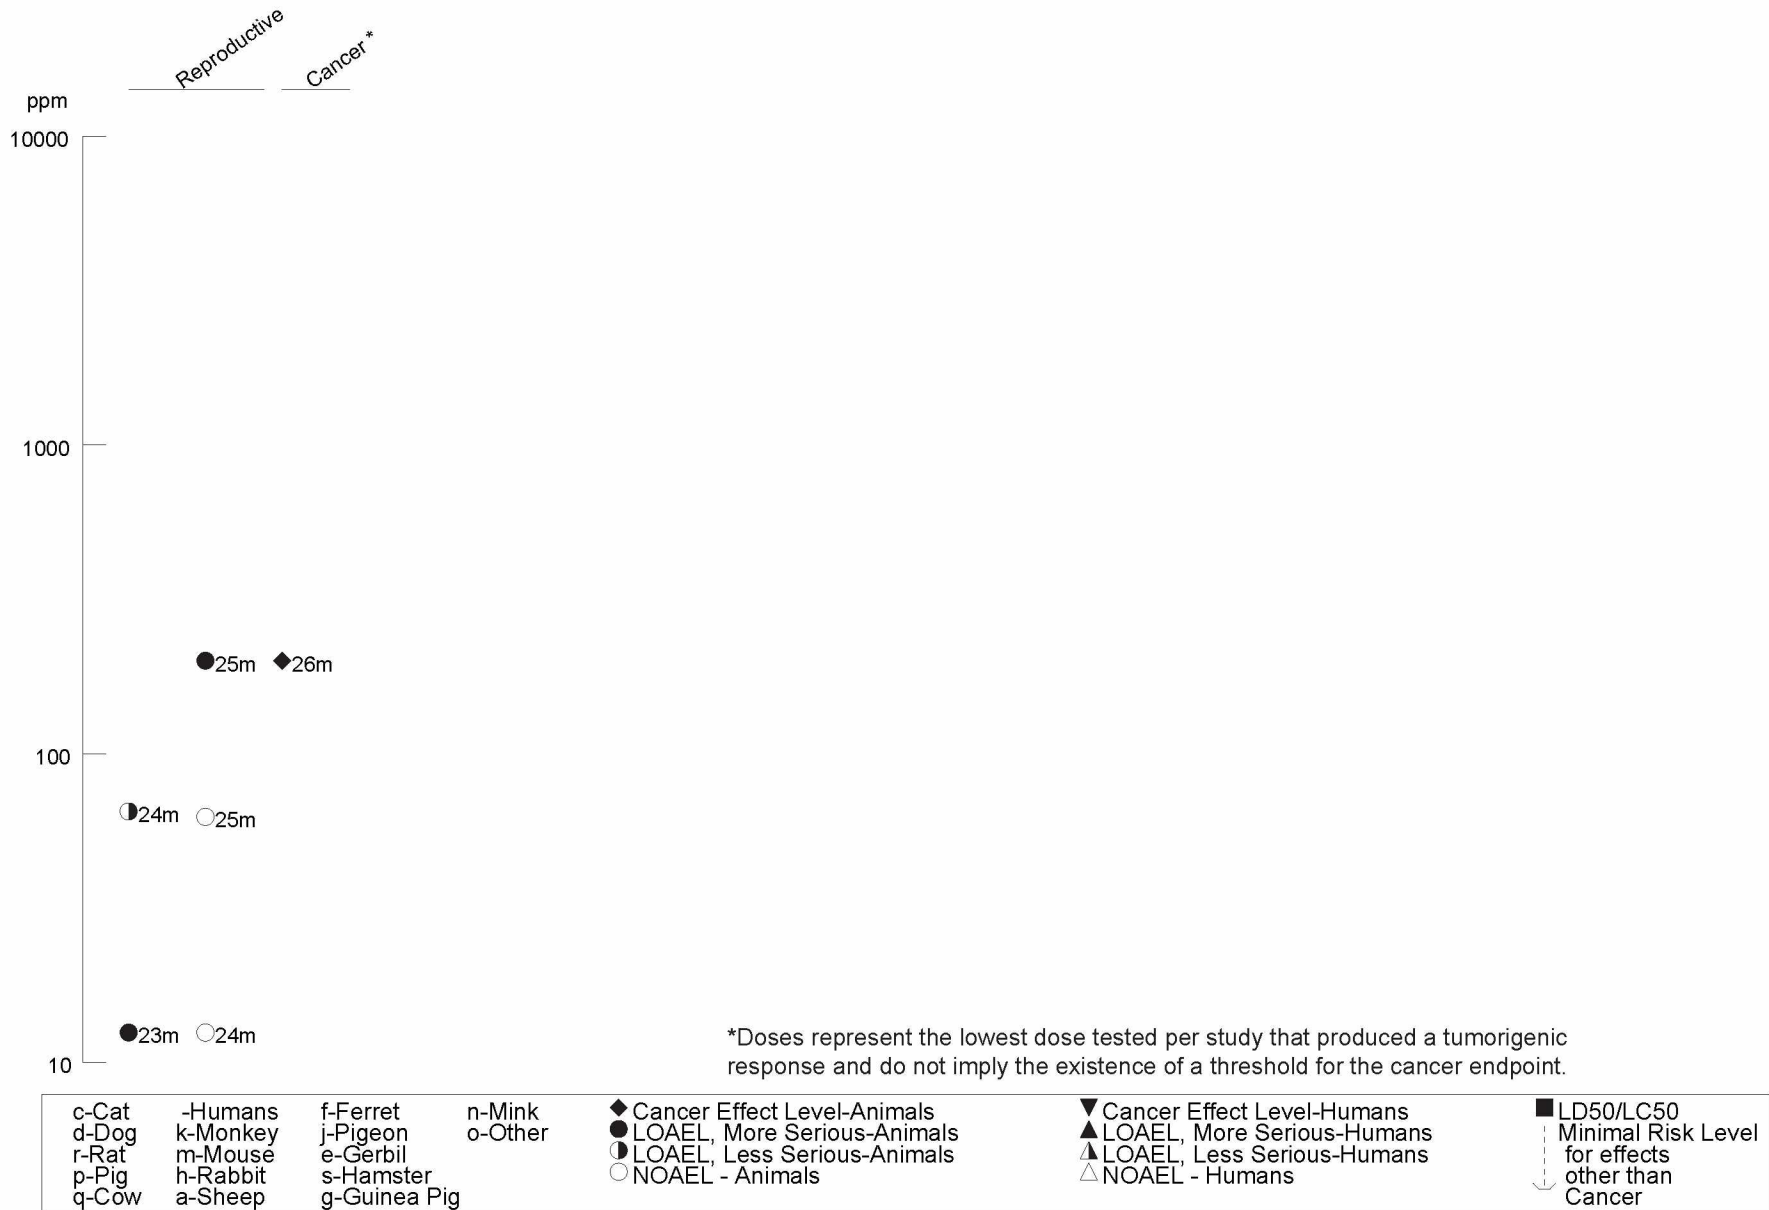 Reproductive
Cancer *
ppm
10000
1000
25m 26m
100
24m 25m
23m 24m
10
*Doses represent the lowest dose tested per study that produced a tumorigenic
response and do not imply the existence of a threshold for the cancer endpoint.
c-Cat -Humans f-Ferret n-Mink Cancer Effect Level-Animals Cancer Effect Level-Humans LD50/LC50
d-Dog k-Monkey j-Pigeon o-Other LOAEL, More Serious-Animals LOAEL, More Serious-Humans Minimal Risk Level
r-Rat m-Mouse e-Gerbil LOAEL, Less Serious-Animals LOAEL, Less Serious-Humans for effects
p-Pig h-Rabbit s-Hamster NOAEL - Animals NOAEL - Humans other than
q-Cow a-Sheep g-Guinea Pig Cancer